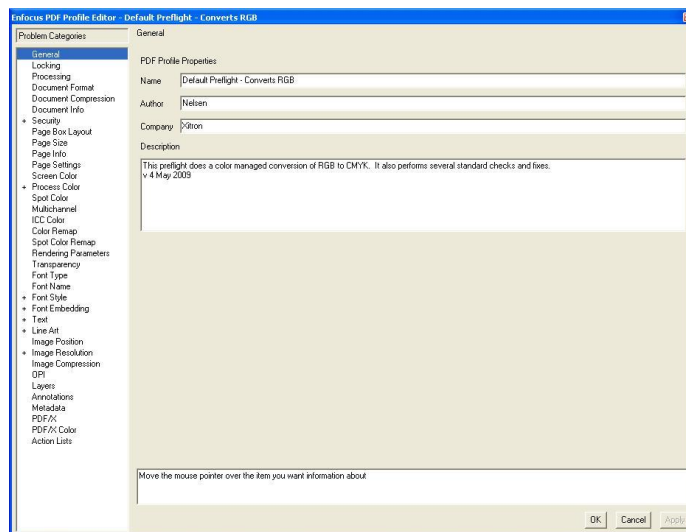 Enfocus PDF Profile Editor - Default Preflight - Converts RGB
Problem Categories
General
Locking
Processing
Document Format
Document Compression
Document Info
+ Security
Page Box Layout
Page Size
Page Info
Page Settings
Screen Color
+ Process Color
Spot Color
Multichannel
ICC Color
Color Remap
Spot Color Remap
Rendering Parameters
Transparency
Font Type
Font Name
+ Font Style
+ Font Embedding
+ Text
+ Line Art
Image Position
+ Image Resolution
Image Compression
OPI
Layers
Annotations
Metadata
PDF/X
PDF/X Color
Action Lists
General
PDF Profile Properties
Name Default Preflight - Converts RGB
Author Nelsen
Company Xitron
Description
This preflight does a color managed conversion of RGB to CMYK. It also performs several standard checks and fixes.
v 4 May 2009
Move the mouse pointer over the item you want information about
OK Cancel Apply